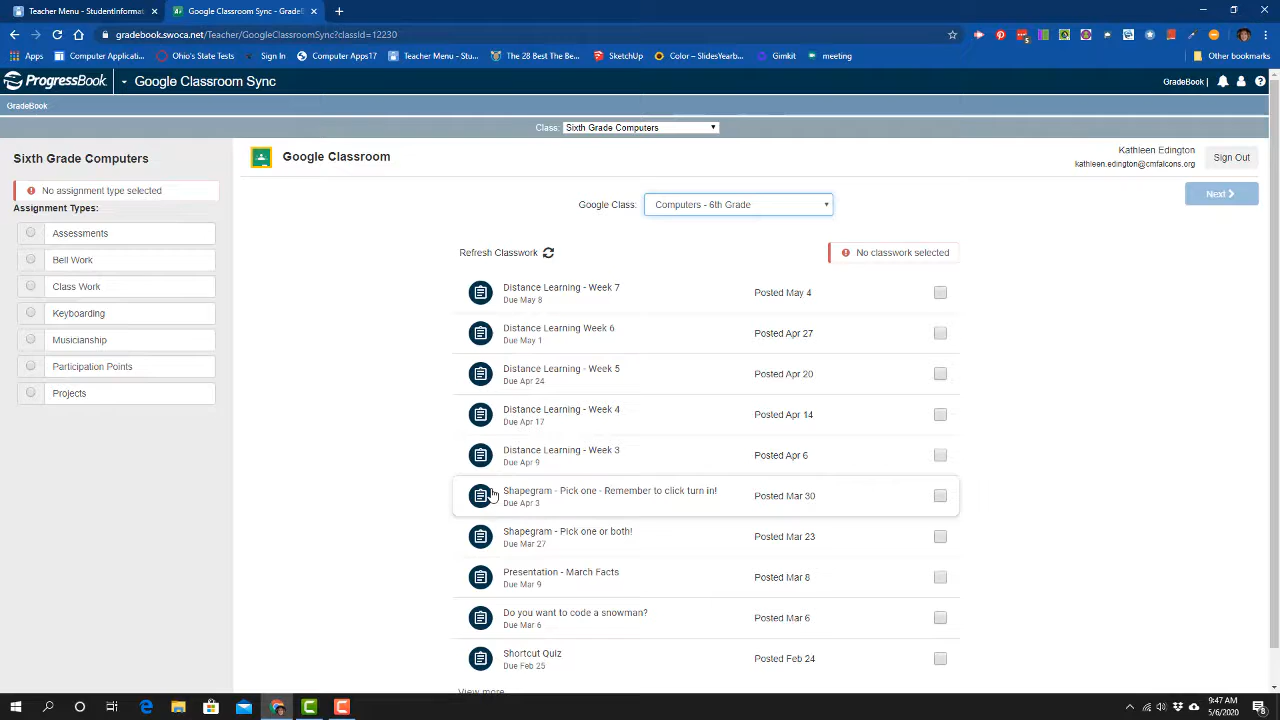 Teacher Menu - StudentInformat
Google Classroom Sync - GradeB
gradebook.swoca.net/Teacher/GoogleClassroomSync?classId=12230
Apps
Computer Applicati...
Ohio's State Tests
Sign In
Computer Apps17
Teacher Menu - Stu...
The 28 Best The Be...
SketchUp
Color – SlidesYearb...
Gimkit
meeting
Other bookmarks
ProgressBook
Google Classroom Sync
GradeBook |
GradeBook
Class: Sixth Grade Computers
Sixth Grade Computers
No assignment type selected
Assignment Types:
Assessments
Bell Work
Class Work
Keyboarding
Musicianship
Participation Points
Projects
Google Classroom
Kathleen Edington
kathleen.edington@cmfalcons.org
Sign Out
Google Class: Computers - 6th Grade
Next
Refresh Classwork
No classwork selected
Distance Learning - Week 7
Due May 8
Posted May 4
Distance Learning Week 6
Due May 1
Posted Apr 27
Distance Learning - Week 5
Due Apr 24
Posted Apr 20
Distance Learning - Week 4
Due Apr 17
Posted Apr 14
Distance Learning - Week 3
Due Apr 9
Posted Apr 6
Shapegram - Pick one - Remember to click turn in!
Due Apr 3
Posted Mar 30
Shapegram - Pick one or both!
Due Mar 27
Posted Mar 23
Presentation - March Facts
Due Mar 9
Posted Mar 8
Do you want to code a snowman?
Due Mar 6
Posted Mar 6
Shortcut Quiz
Due Feb 25
Posted Feb 24
View more
9:47 AM
5/6/2020